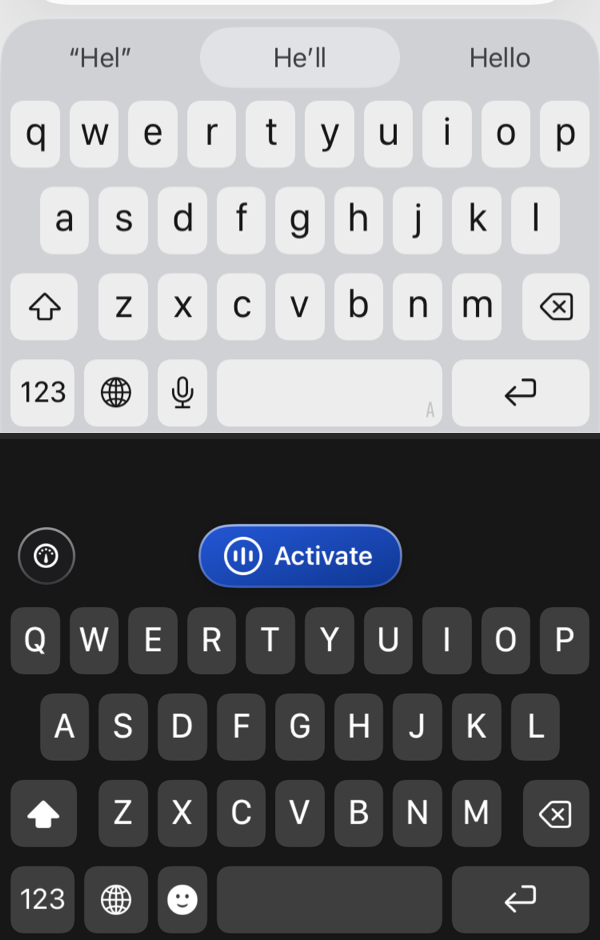 “Hel” He’ll Hello
q w e r t y u i o p
a s d f g h j k l
z x c v b n m
123 A
Activate
Q W E R T Y U I O P
A S D F G H J K L
Z X C V B N M
123